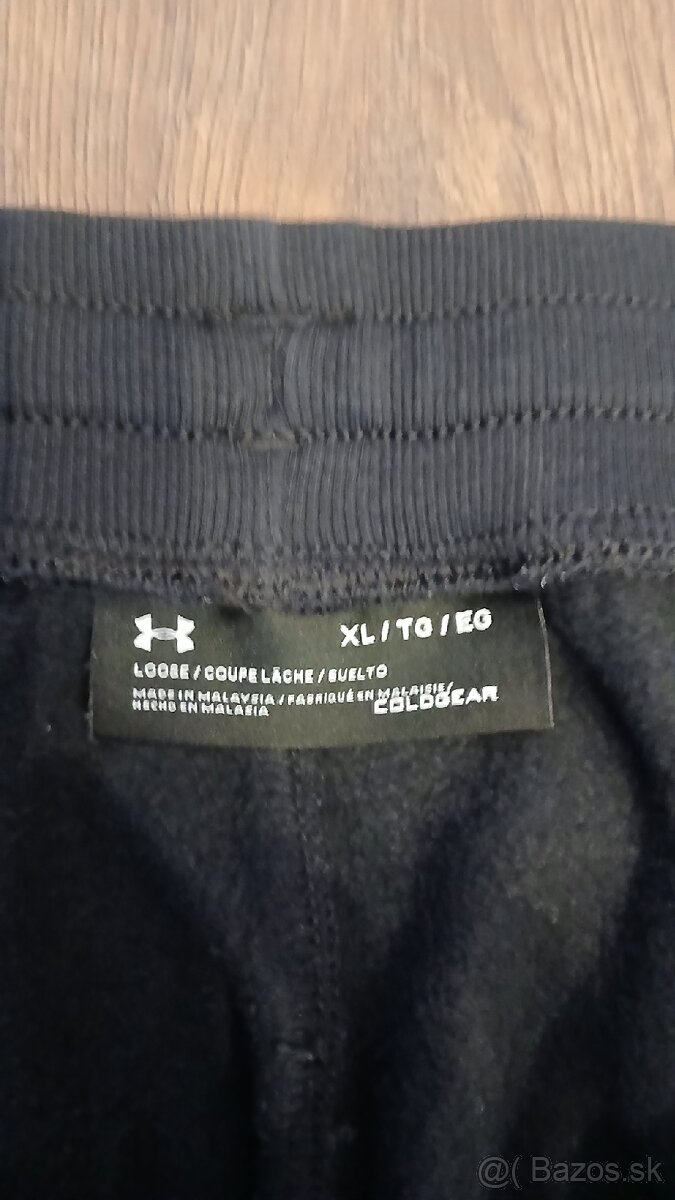 XL / TG / EG
LOOSE / COUPE LÂCHE / SUELTO
MADE IN MALAYSIA / FABRIQUÉ EN MALAISIE/
HECHO EN MALASIA
COLDGEAR
@( Bazos.sk